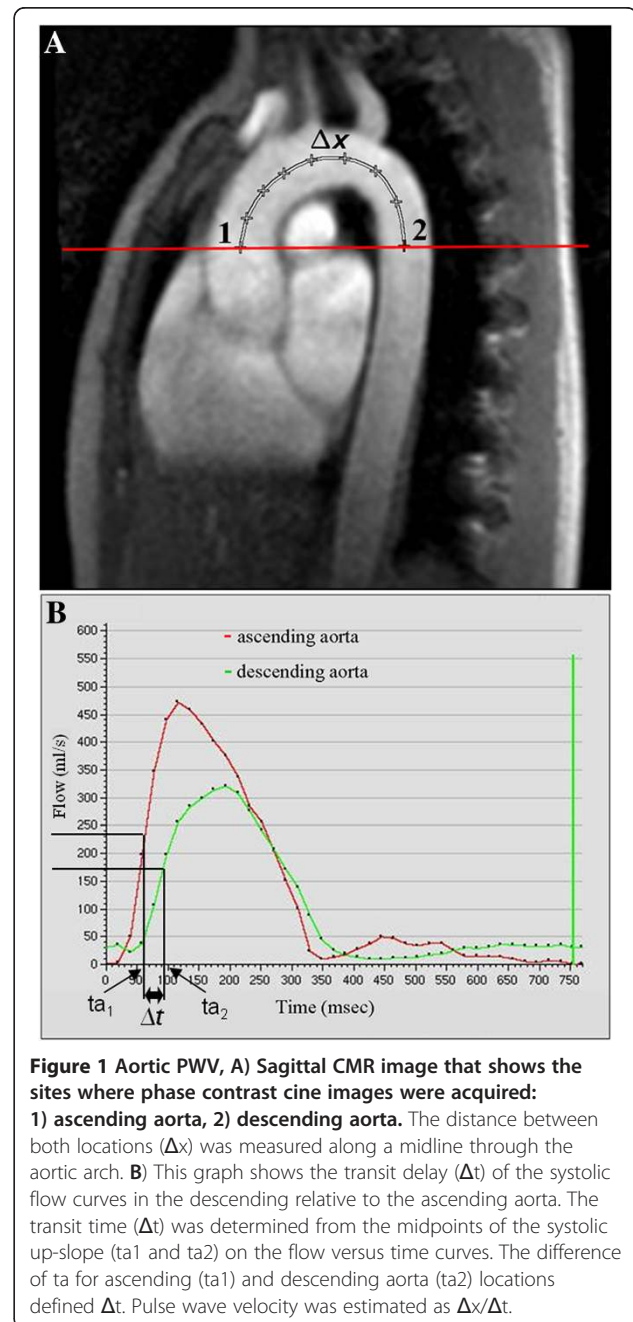 A
Δx
1
2
B
600
550
500
450
400
350
300
250
200
150
100
50
0
Flow (ml/s)
ascending aorta
descending aorta
0 50 100 150 200 250 300 350 400 450 500 550 600 650 700 750
ta1
Δt
ta2
Time (msec)
Figure 1 Aortic PWV, A) Sagittal CMR image that shows the
sites where phase contrast cine images were acquired:
1) ascending aorta, 2) descending aorta. The distance between
both locations (Δx) was measured along a midline through the
aortic arch. B) This graph shows the transit delay (Δt) of the systolic
flow curves in the descending relative to the ascending aorta. The
transit time (Δt) was determined from the midpoints of the systolic
up-slope (ta1 and ta2) on the flow versus time curves. The difference
of ta for ascending (ta1) and descending aorta (ta2) locations
defined Δt. Pulse wave velocity was estimated as Δx/Δt.